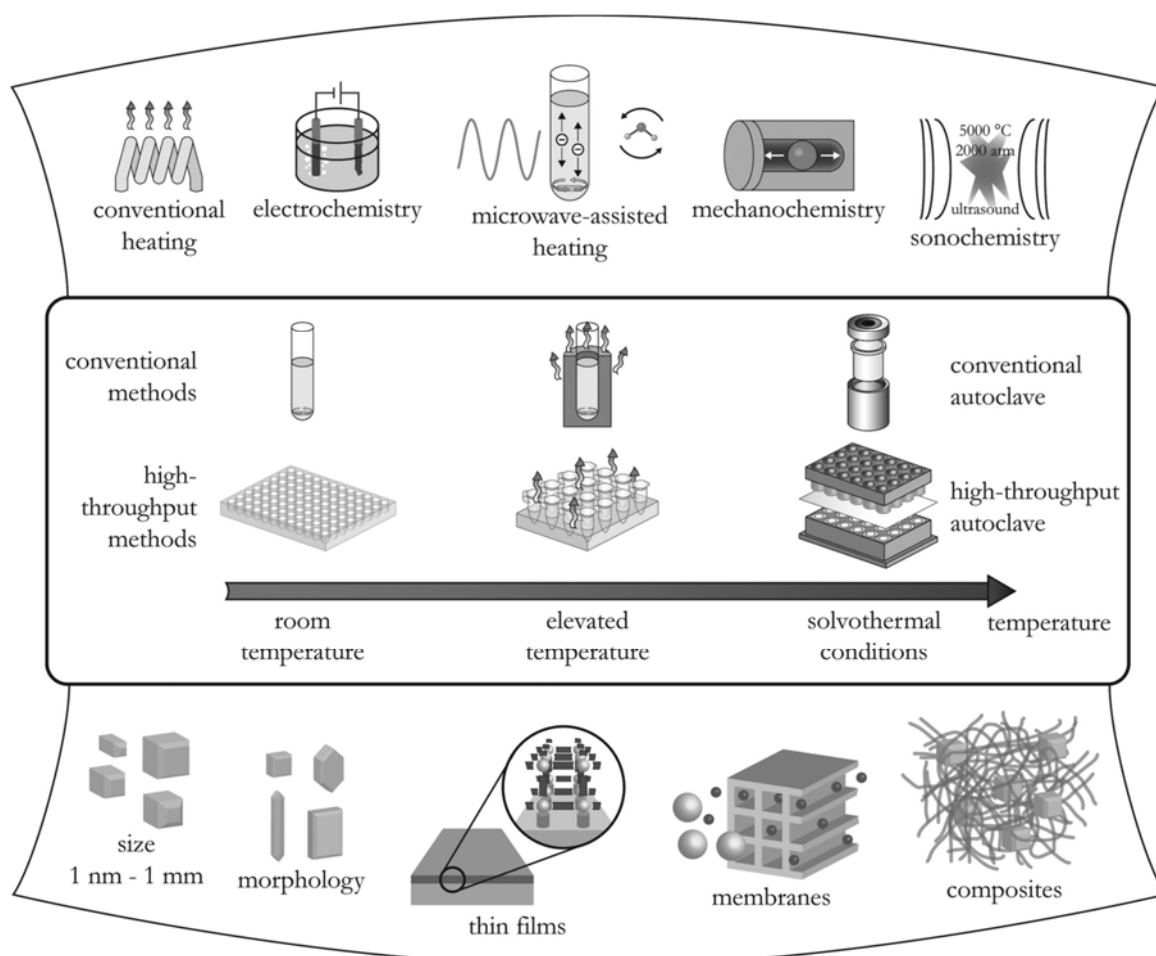 conventional
heating
electrochemistry
microwave-assisted
heating
mechanochemistry
5000 °C
2000 atm
ultrasound
sonochemistry
conventional
methods
conventional
autoclave
high-
throughput
methods
high-throughput
autoclave
room
temperature
elevated
temperature
solvothermal
conditions
temperature
size
1 nm - 1 mm
morphology
thin films
membranes
composites